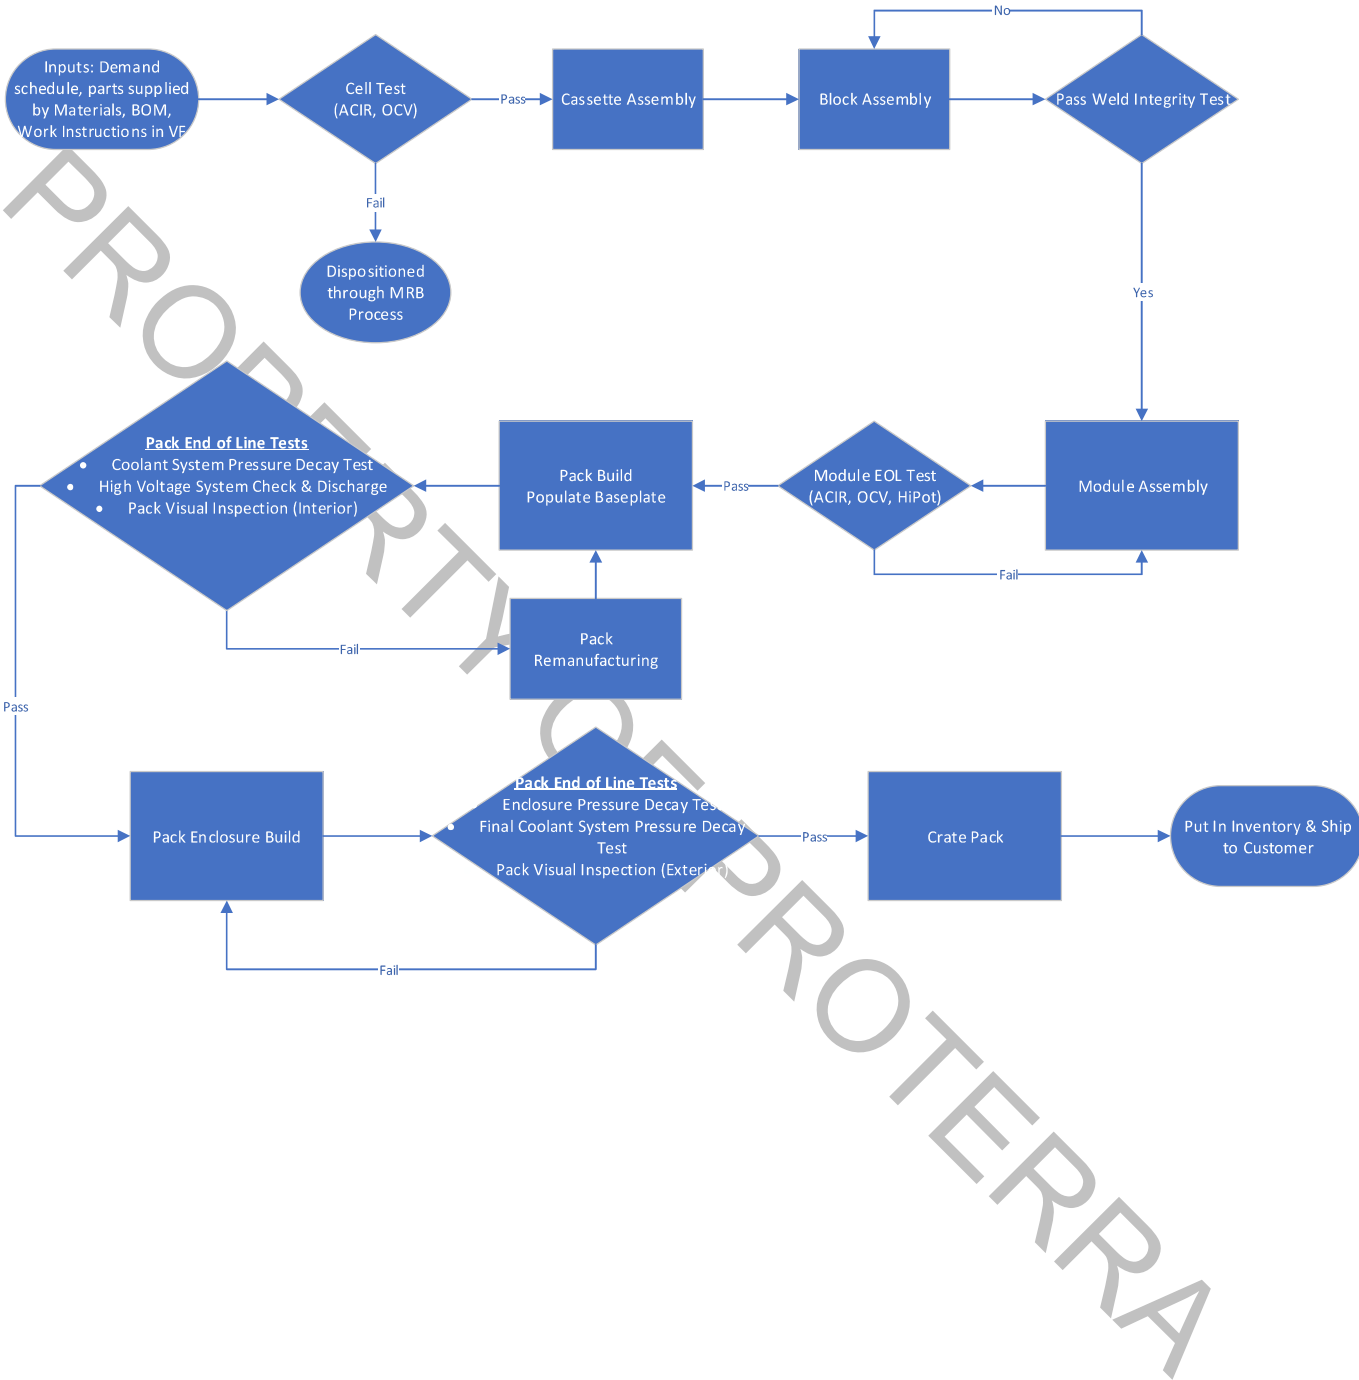 No
Inputs: Demand
schedule, parts supplied
by Materials, BOM,
Work Instructions in VF
Cell Test
(ACIR, OCV)
Pass
Cassette Assembly
Block Assembly
Pass Weld Integrity Test
Fail
Dispositioned
through MRB
Process
Yes
Pack End of Line Tests
• Coolant System Pressure Decay Test
• High Voltage System Check & Discharge
• Pack Visual Inspection (Interior)
Pack Build
Populate Baseplate
Pass
Module EOL Test
(ACIR, OCV, HiPot)
Module Assembly
Fail
Pack
Remanufacturing
Fail
Pass
Pack Enclosure Build
Pack End of Line Tests
Enclosure Pressure Decay Test
• Final Coolant System Pressure Decay
Test
Pack Visual Inspection (Exterior)
Pass
Crate Pack
Put In Inventory & Ship
to Customer
Fail
PROPERTY OF PROTERRA